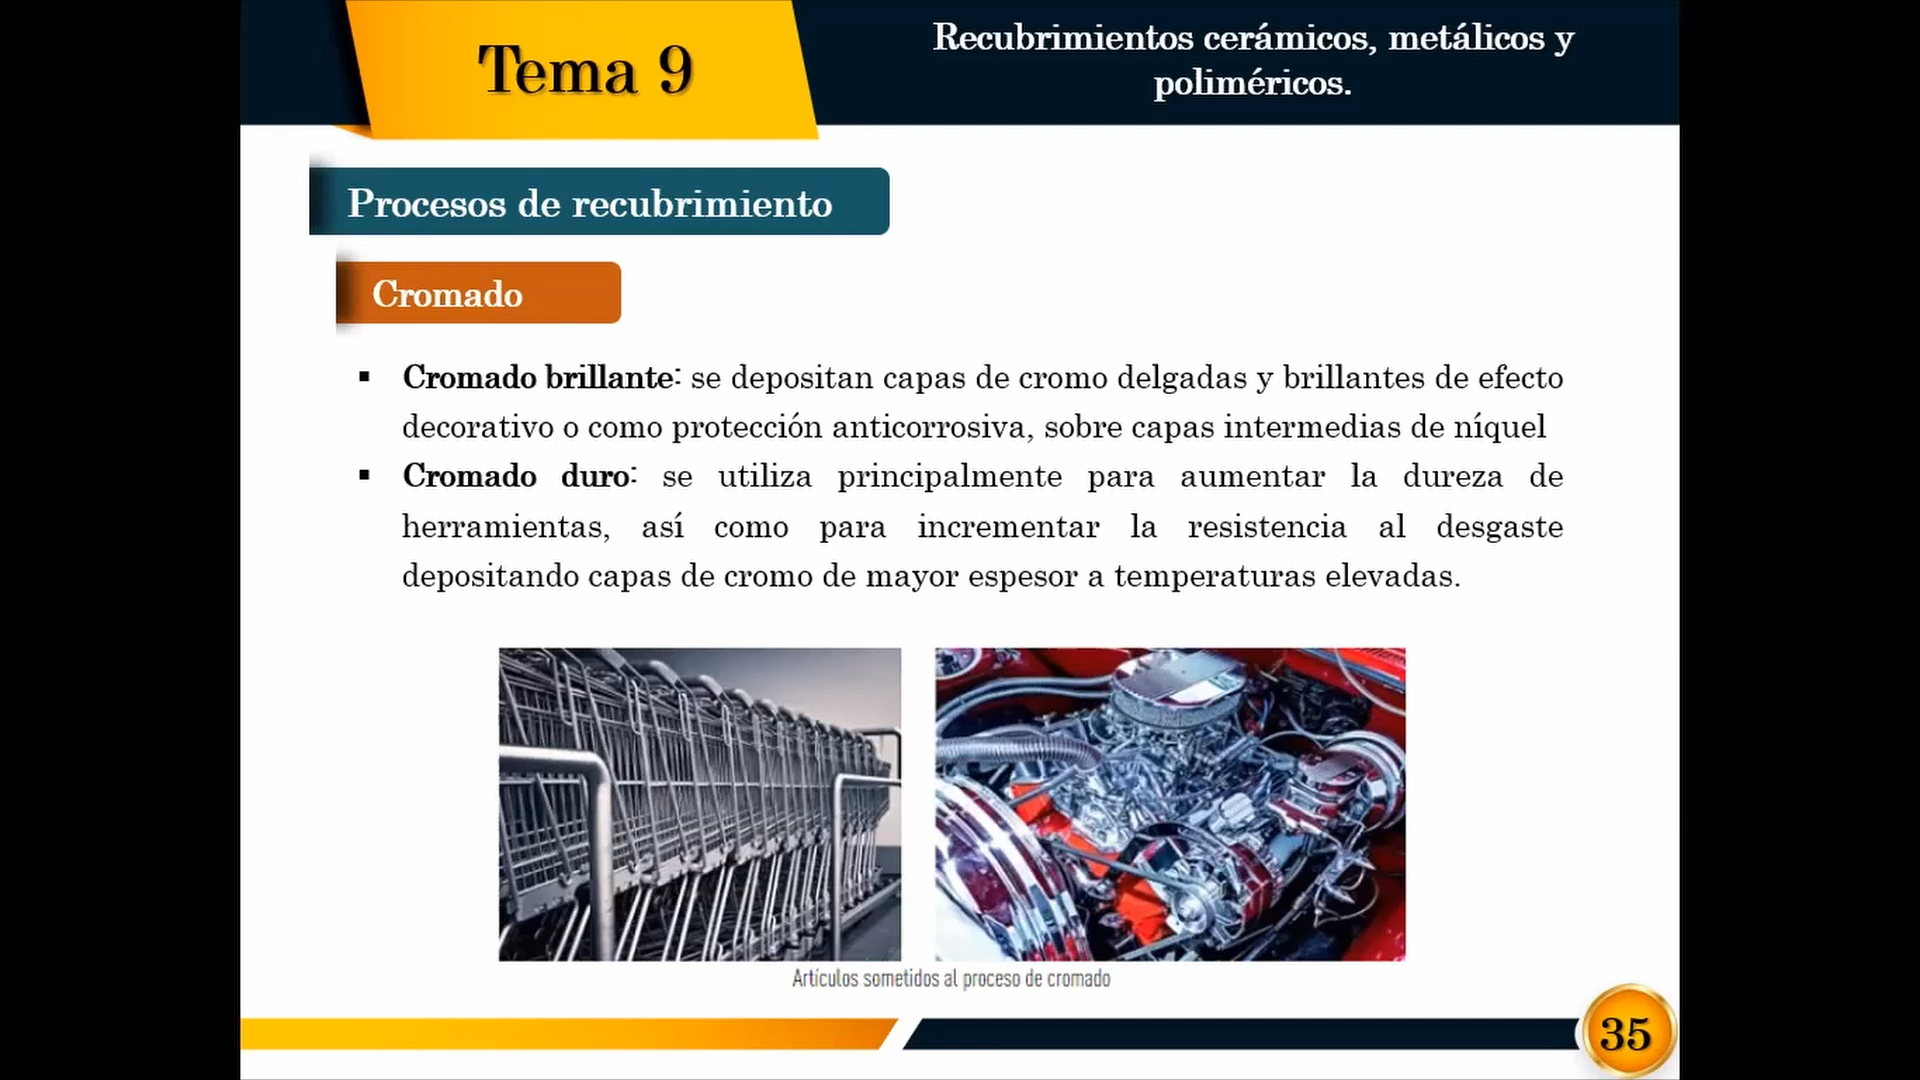 Tema 9
Recubrimientos cerámicos, metálicos y
poliméricos.
Procesos de recubrimiento
Cromado
▪ Cromado brillante: se depositan capas de cromo delgadas y brillantes de efecto
decorativo o como protección anticorrosiva, sobre capas intermedias de níquel
▪ Cromado duro: se utiliza principalmente para aumentar la dureza de
herramientas, así como para incrementar la resistencia al desgaste
depositando capas de cromo de mayor espesor a temperaturas elevadas.
Artículos sometidos al proceso de cromado
35